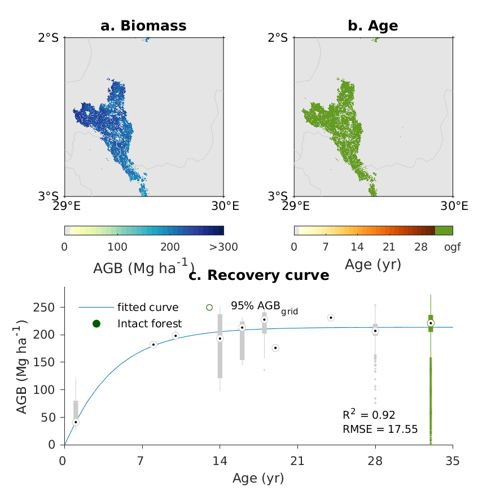 a. Biomass
b. Age
2°S
2°S
3°S
3°S
29°E
30°E
29°E
30°E
0
100
200
>300
0
7
14
21
28
ogf
AGB (Mg ha⁻¹)
Age (yr)
c. Recovery curve
AGB (Mg ha⁻¹)
250
200
150
100
50
0
fitted curve
95% AGB_grid
Intact forest
R² = 0.92
RMSE = 17.55
0
7
14
21
28
35
Age (yr)